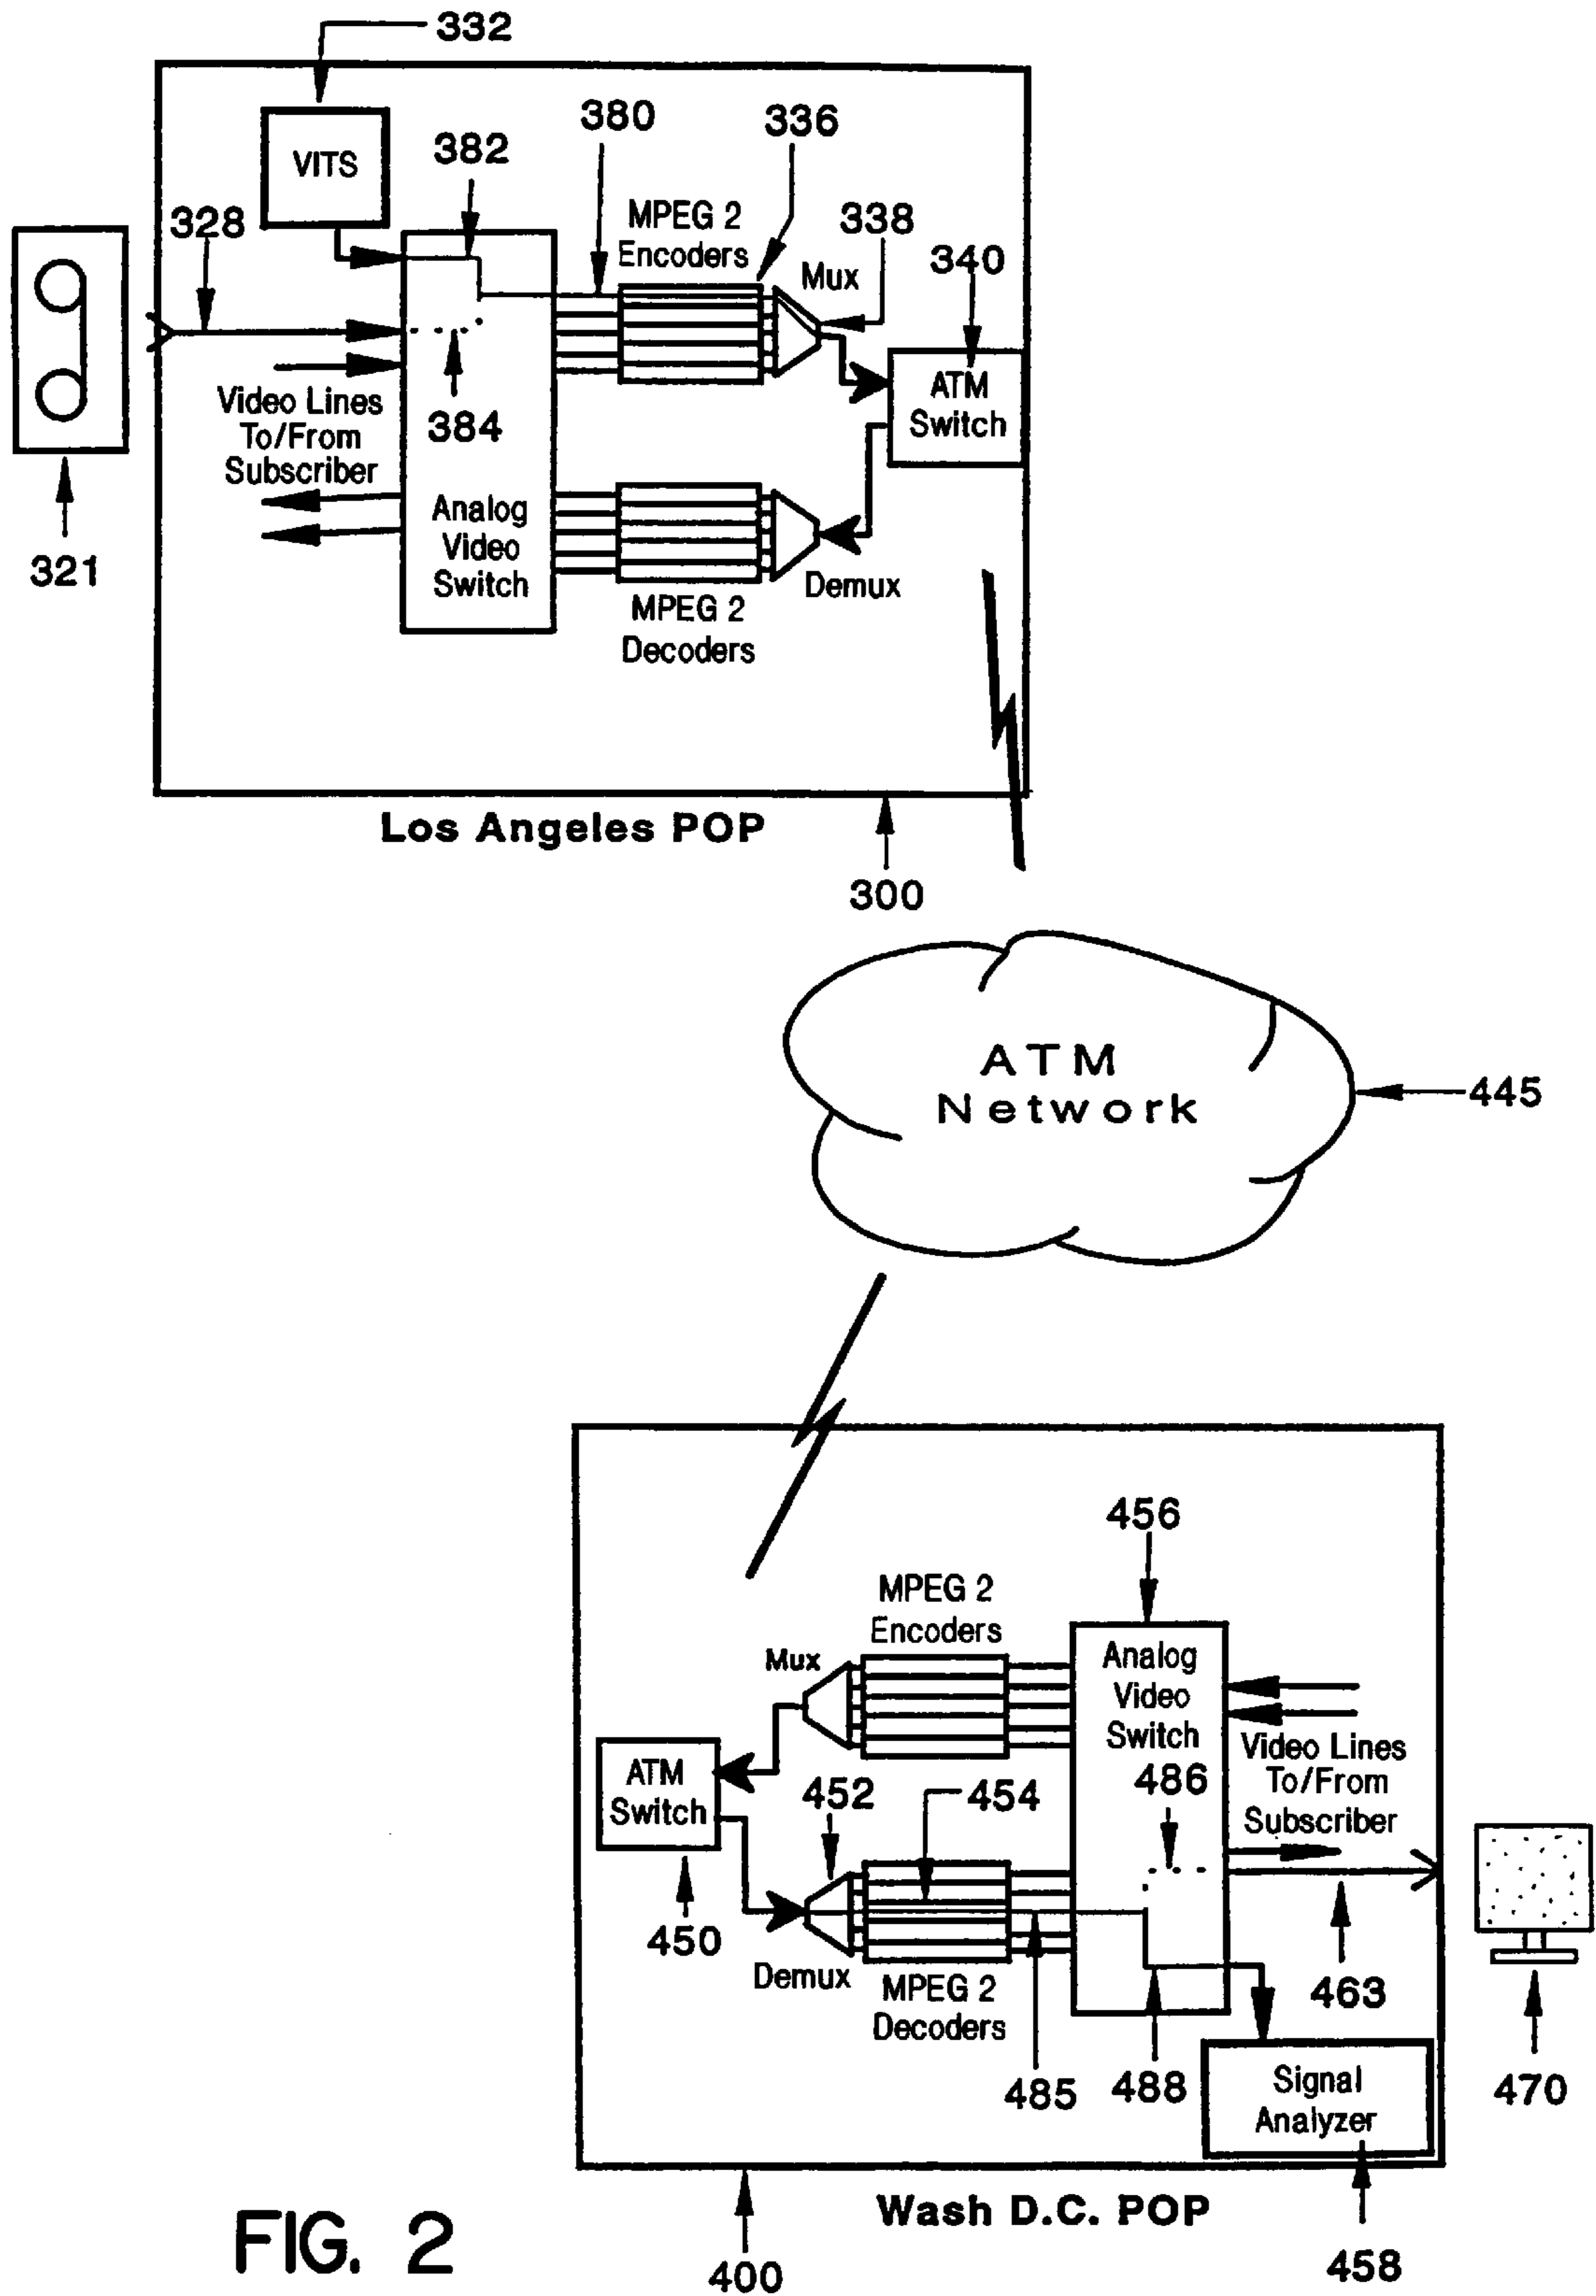 332
VITS
382
380
336
328
MPEG 2
Encoders
338
Mux
340
ATM
Switch
Video Lines
To/From
Subscriber
384
321
Analog
Video
Switch
Demux
MPEG 2
Decoders
Los Angeles POP
300
ATM
Network
445
456
MPEG 2
Encoders
Mux
Analog
Video
Switch
486
Video Lines
To/From
Subscriber
ATM
Switch
452
454
450
Demux
MPEG 2
Decoders
463
470
485
488
Signal
Analyzer
Wash D.C. POP
458
400
FIG. 2